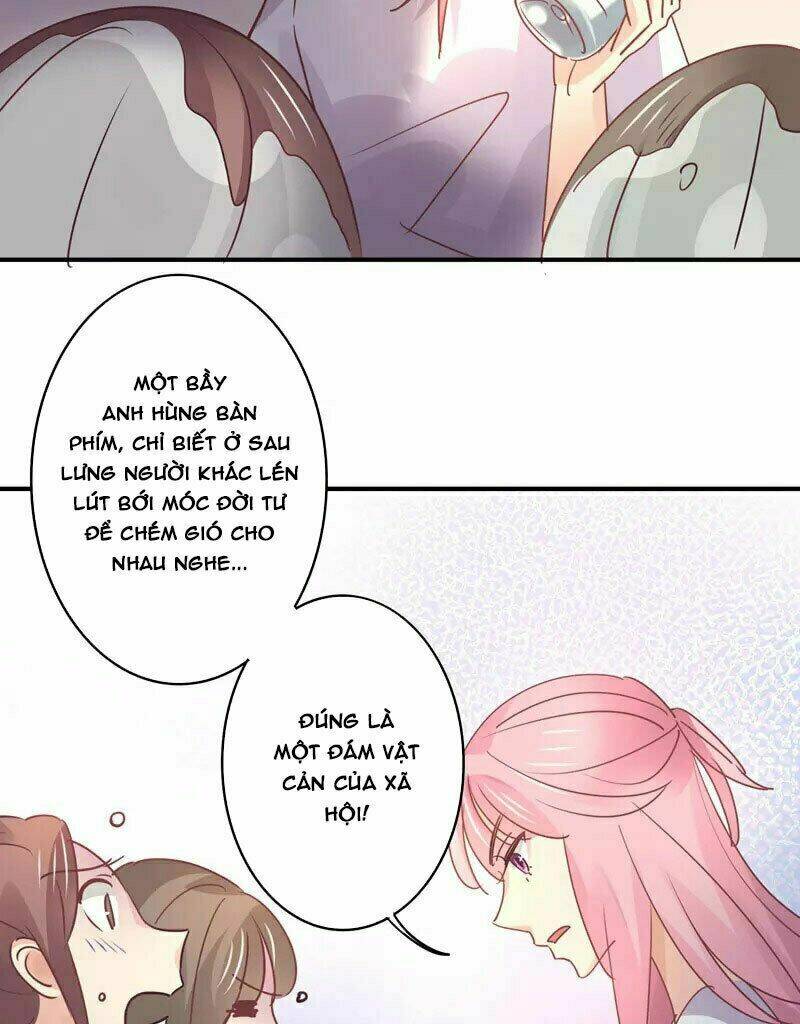 MỘT BẦY
ANH HÙNG BÀN
PHÍM, CHỈ BIẾT Ở SAU
LƯNG NGƯỜI KHÁC LÉN
LÚT BỚI MÓC ĐỜI TƯ
ĐỂ CHÉM GIÓ CHO
NHAU NGHE...
ĐÚNG LÀ
MỘT ĐÁM VẬT
CẢN CỦA XÃ
HỘI!